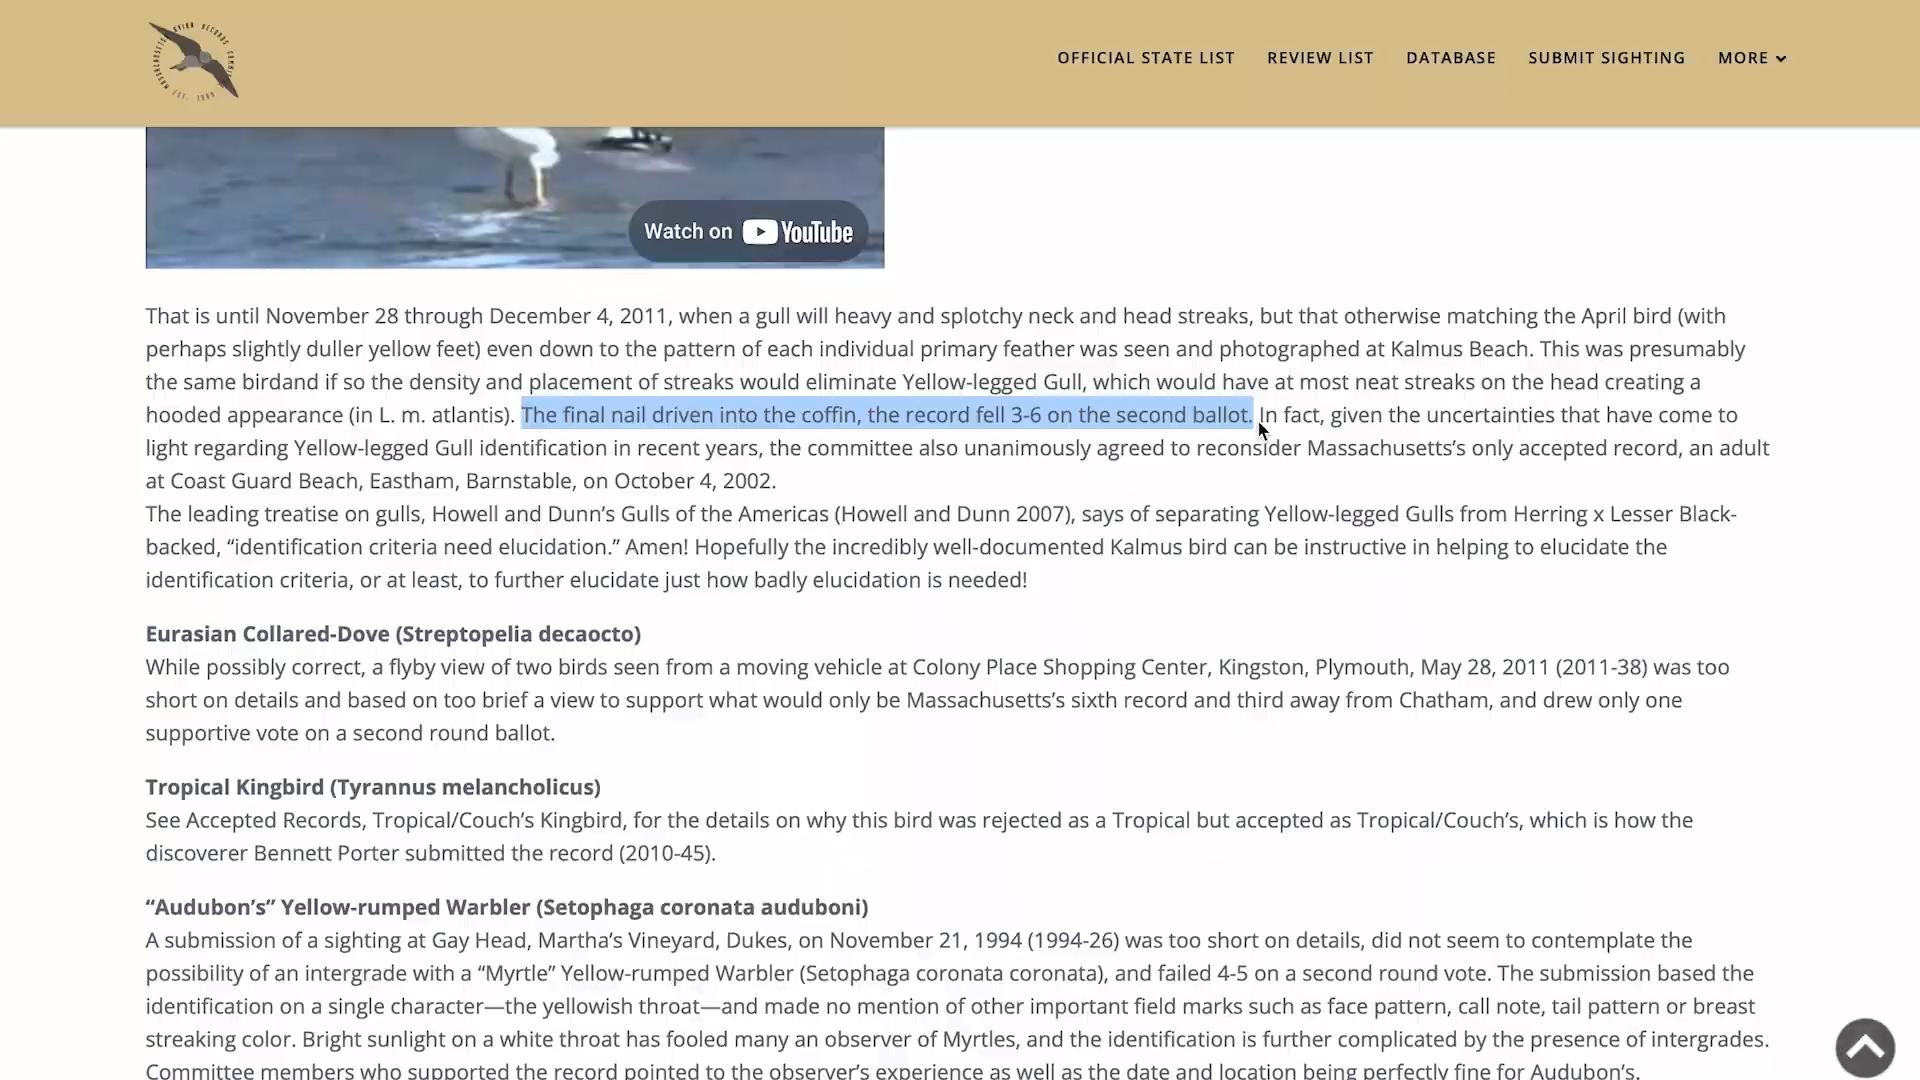 OFFICIAL STATE LIST REVIEW LIST DATABASE SUBMIT SIGHTING MORE
Watch on YouTube
That is until November 28 through December 4, 2011, when a gull will heavy and splotchy neck and head streaks, but that otherwise matching the April bird (with
perhaps slightly duller yellow feet) even down to the pattern of each individual primary feather was seen and photographed at Kalmus Beach. This was presumably
the same birdand if so the density and placement of streaks would eliminate Yellow-legged Gull, which would have at most neat streaks on the head creating a
hooded appearance (in L. m. atlantis). The final nail driven into the coffin, the record fell 3-6 on the second ballot. In fact, given the uncertainties that have come to
light regarding Yellow-legged Gull identification in recent years, the committee also unanimously agreed to reconsider Massachusetts’s only accepted record, an adult
at Coast Guard Beach, Eastham, Barnstable, on October 4, 2002.
The leading treatise on gulls, Howell and Dunn’s Gulls of the Americas (Howell and Dunn 2007), says of separating Yellow-legged Gulls from Herring x Lesser Black-
backed, “identification criteria need elucidation.” Amen! Hopefully the incredibly well-documented Kalmus bird can be instructive in helping to elucidate the
identification criteria, or at least, to further elucidate just how badly elucidation is needed!
Eurasian Collared-Dove (Streptopelia decaocto)
While possibly correct, a flyby view of two birds seen from a moving vehicle at Colony Place Shopping Center, Kingston, Plymouth, May 28, 2011 (2011-38) was too
short on details and based on too brief a view to support what would only be Massachusetts’s sixth record and third away from Chatham, and drew only one
supportive vote on a second round ballot.
Tropical Kingbird (Tyrannus melancholicus)
See Accepted Records, Tropical/Couch’s Kingbird, for the details on why this bird was rejected as a Tropical but accepted as Tropical/Couch’s, which is how the
discoverer Bennett Porter submitted the record (2010-45).
“Audubon’s” Yellow-rumped Warbler (Setophaga coronata auduboni)
A submission of a sighting at Gay Head, Martha’s Vineyard, Dukes, on November 21, 1994 (1994-26) was too short on details, did not seem to contemplate the
possibility of an intergrade with a “Myrtle” Yellow-rumped Warbler (Setophaga coronata coronata), and failed 4-5 on a second round vote. The submission based the
identification on a single character—the yellowish throat—and made no mention of other important field marks such as face pattern, call note, tail pattern or breast
streaking color. Bright sunlight on a white throat has fooled many an observer of Myrtles, and the identification is further complicated by the presence of intergrades.
Committee members who supported the record pointed to the observer’s experience as well as the date and location being perfectly fine for Audubon’s.